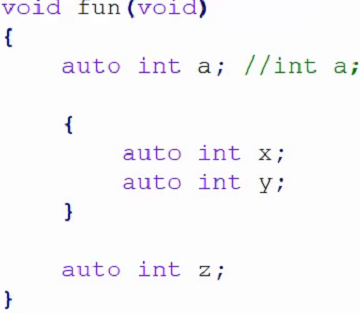 void fun(void)
{
auto int a; //int a;
{
auto int x;
auto int y;
}
auto int z;
}